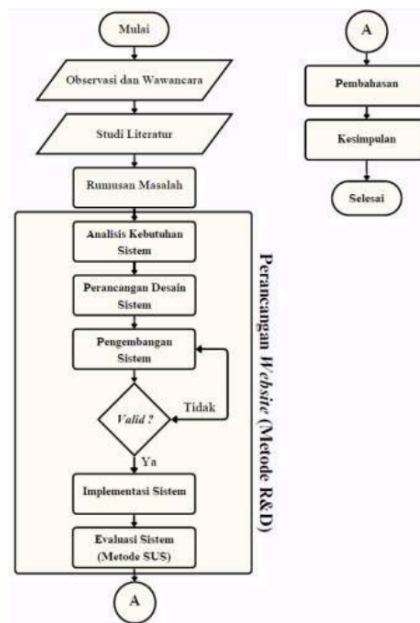 Mulai
Observasi dan Wawancara
Studi Literatur
Rumusan Masalah
Analisis Kebutuhan
Sistem
Perancangan Desain
Sistem
Pengembangan
Sistem
Valid ?
Tidak
Ya
Implementasi Sistem
Evaluasi Sistem
(Metode SUS)
A
Perancangan Website (Metode R&D)
A
Pembahasan
Kesimpulan
Selesai